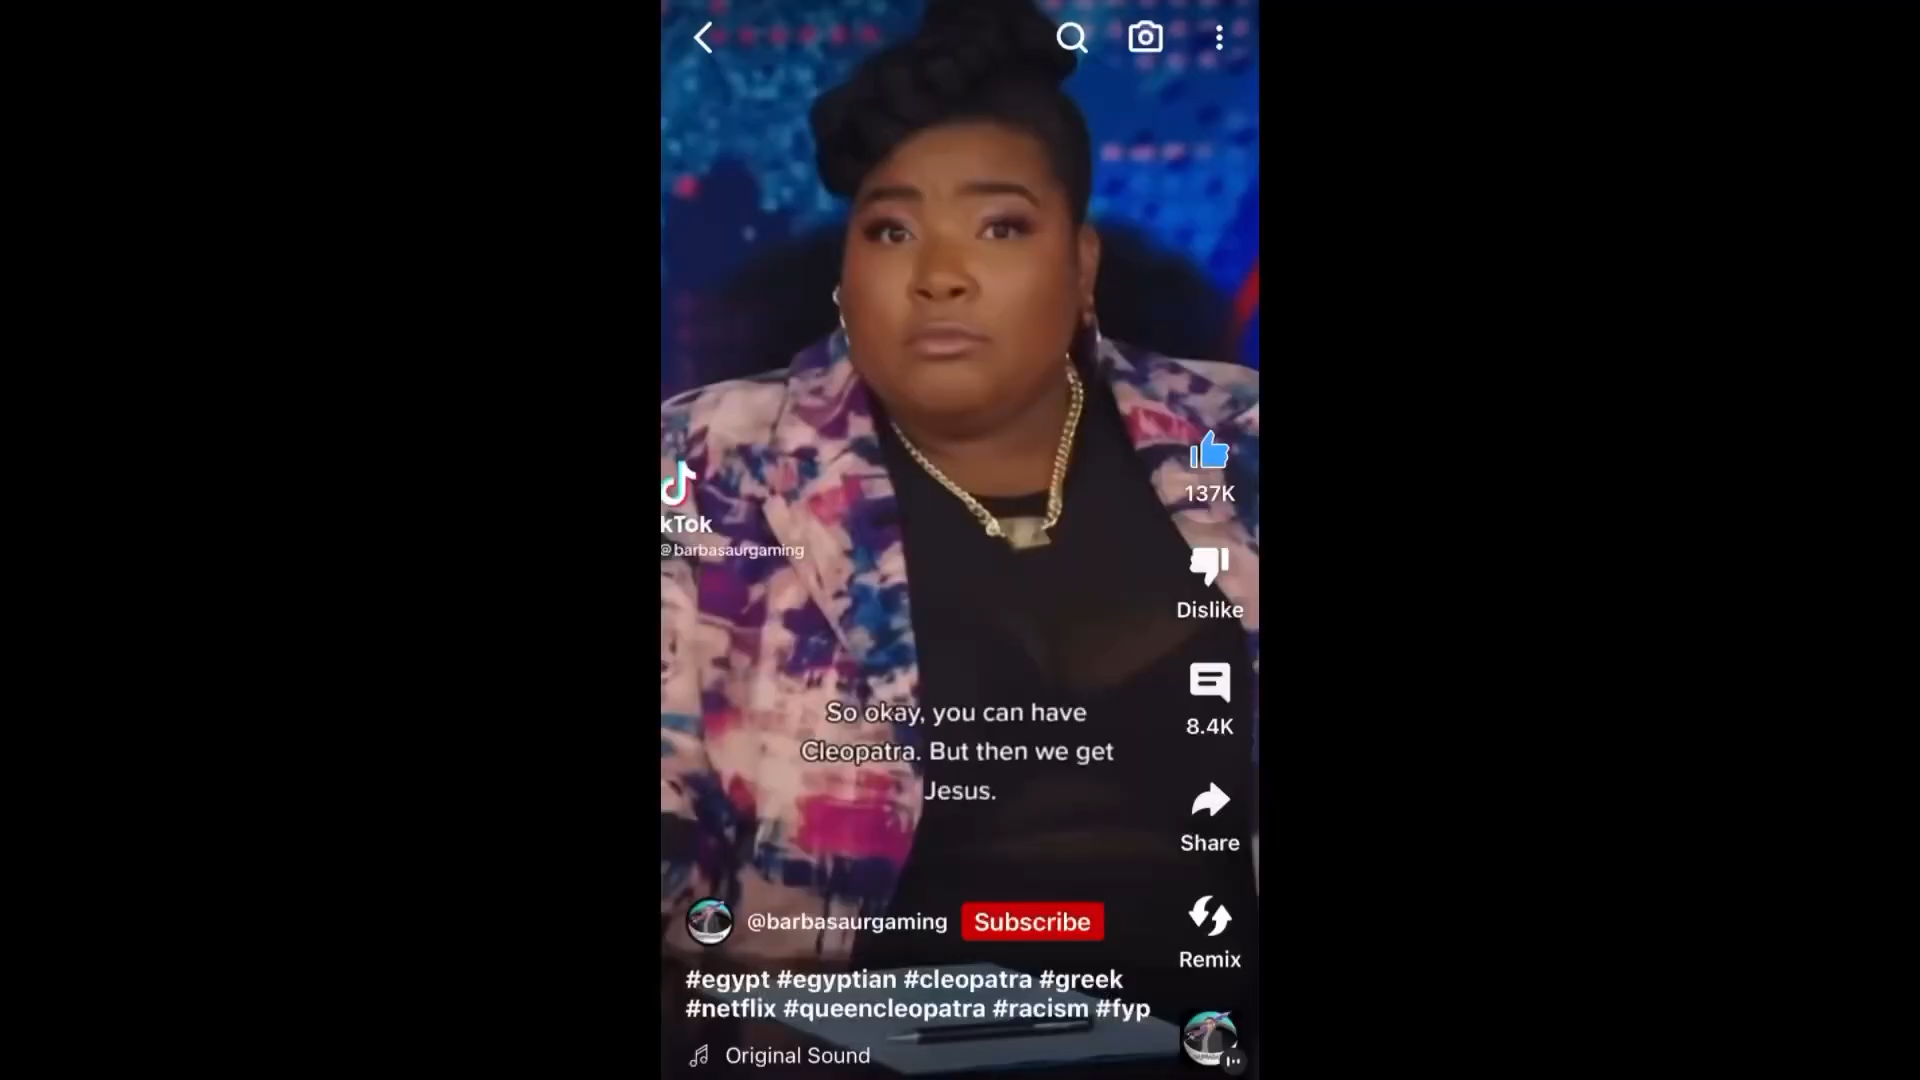 137K
kTok
@barbasaurgaming
Dislike
So okay, you can have
Cleopatra. But then we get
Jesus.
8.4K
Share
@barbasaurgaming
Subscribe
Remix
#egypt #egyptian #cleopatra #greek
#netflix #queencleopatra #racism #fyp
Original Sound